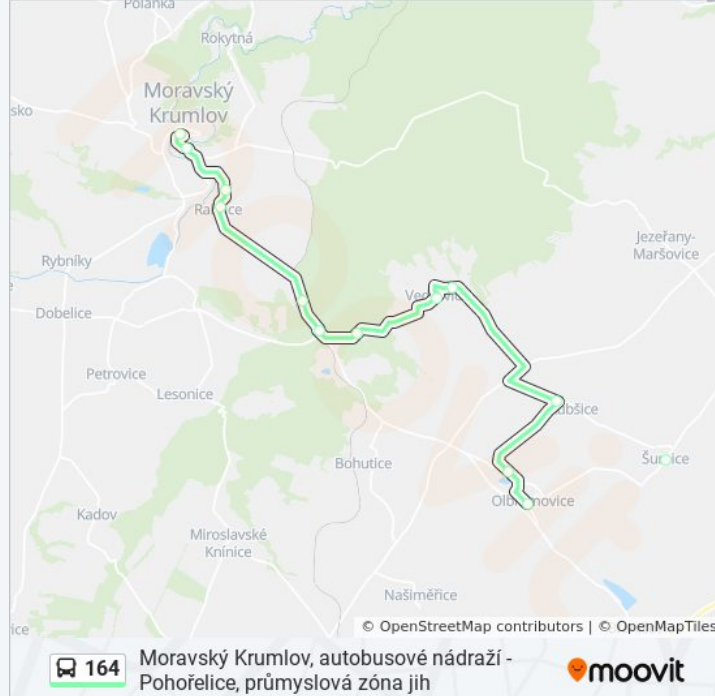 Polánka
Rokytná
Moravský
Krumlov
Rybníky
Dobelice
Jezeřany-
Maršovice
Petrovice
Lesonice
Bohutice
Kadov
Miroslavské
Knínice
Našiměřice
© OpenStreetMap contributors | © OpenMapTiles
164
Moravský Krumlov, autobusové nádraží -
Pohořelice, průmyslová zóna jih
moovit